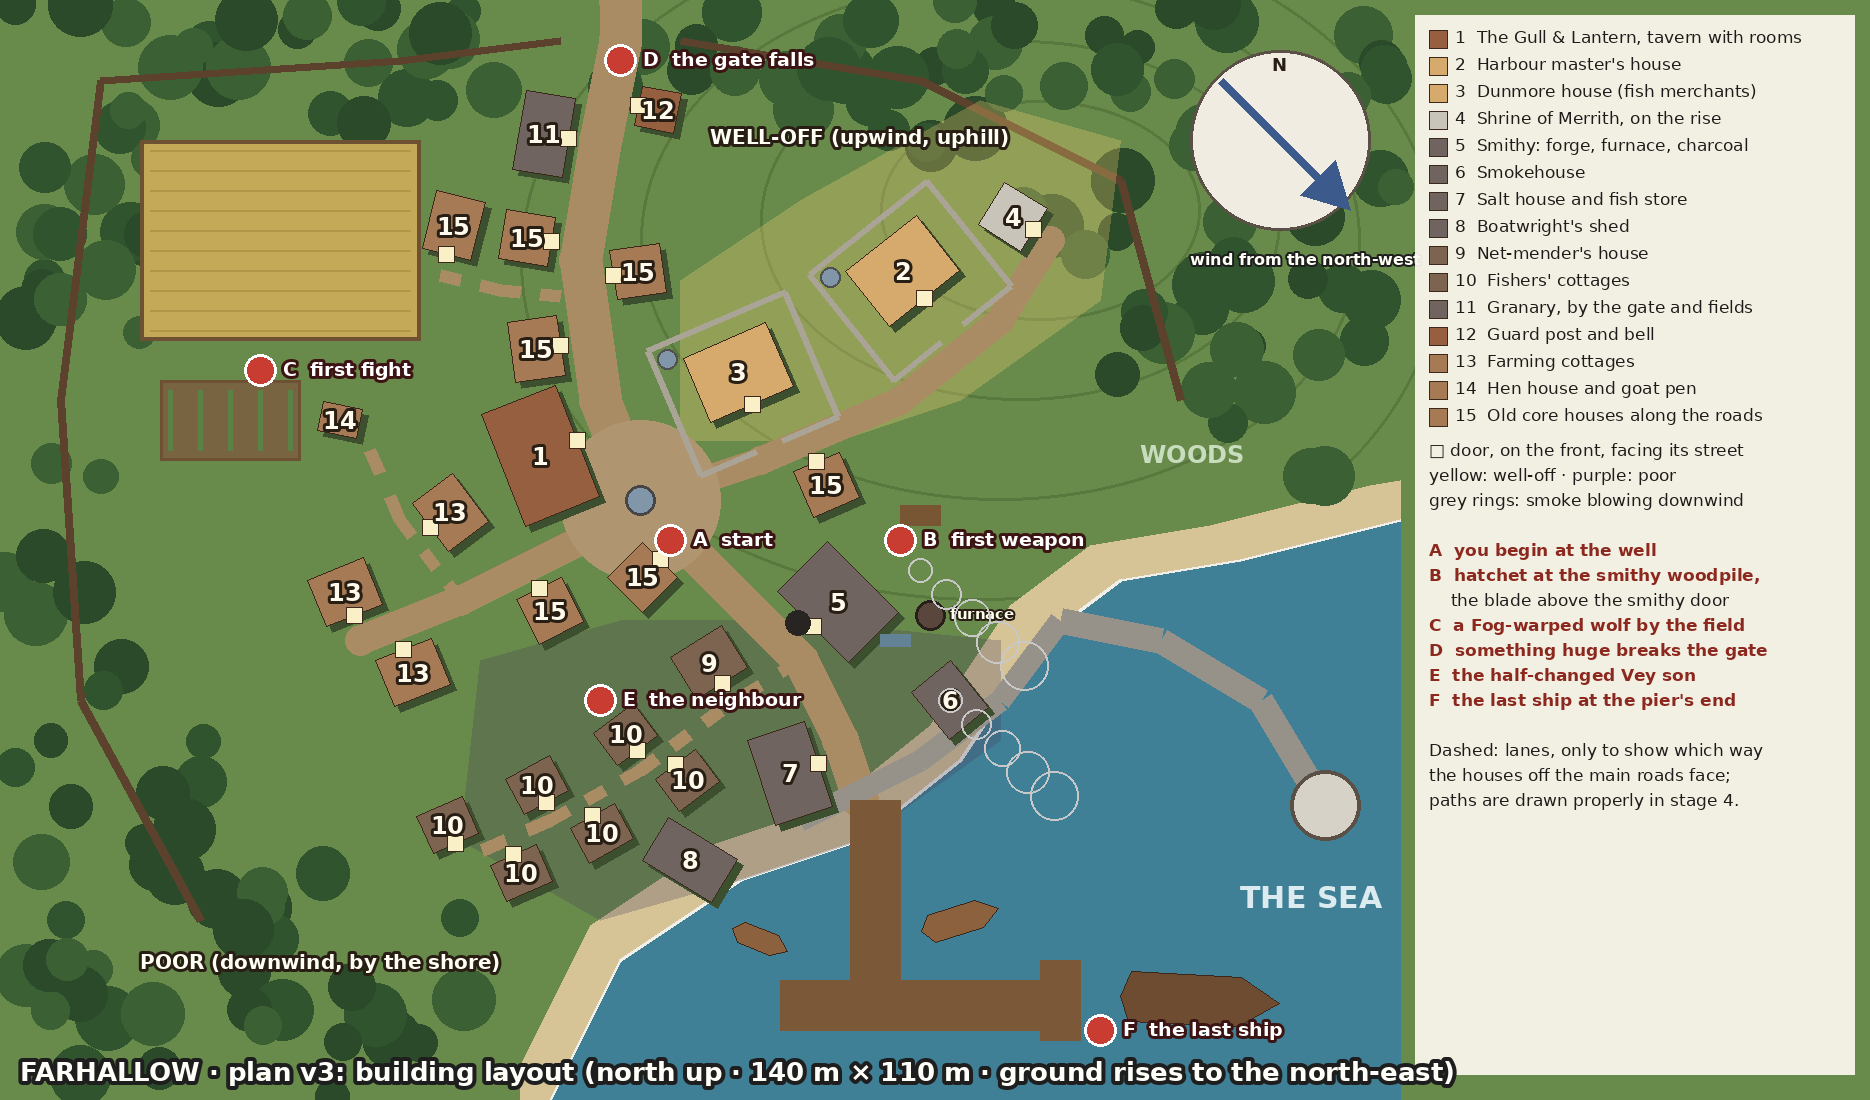 D the gate falls
12
11
WELL-OFF (upwind, uphill)
15
15
15
4
2
15
3
C first fight
14
1
15
13
A start
B first weapon
WOODS
15
13
15
5
furnace
13
9
E the neighbour
6
10
10
10
7
10
10
8
10
THE SEA
POOR (downwind, by the shore)
F the last ship
FARHALLOW · plan v3: building layout (north up · 140 m × 110 m · ground rises to the north-east)
N
wind from the north-west
1 The Gull & Lantern, tavern with rooms
2 Harbour master's house
3 Dunmore house (fish merchants)
4 Shrine of Merrith, on the rise
5 Smithy: forge, furnace, charcoal
6 Smokehouse
7 Salt house and fish store
8 Boatwright's shed
9 Net-mender's house
10 Fishers' cottages
11 Granary, by the gate and fields
12 Guard post and bell
13 Farming cottages
14 Hen house and goat pen
15 Old core houses along the roads
□ door, on the front, facing its street
yellow: well-off · purple: poor
grey rings: smoke blowing downwind
A you begin at the well
B hatchet at the smithy woodpile,
the blade above the smithy door
C a Fog-warped wolf by the field
D something huge breaks the gate
E the half-changed Vey son
F the last ship at the pier's end
Dashed: lanes, only to show which way
the houses off the main roads face;
paths are drawn properly in stage 4.